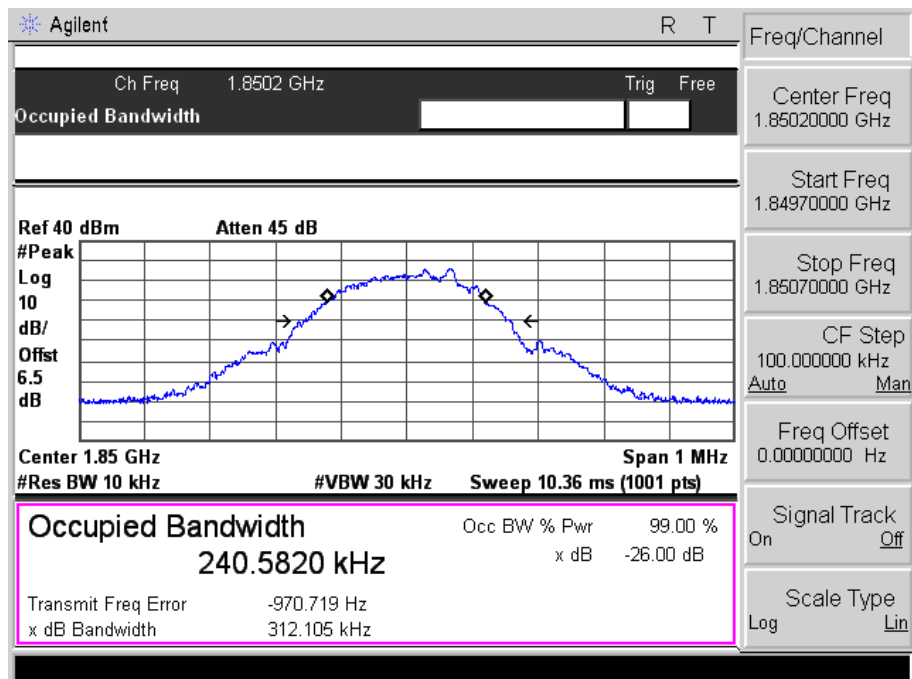 Agilent R T
Ch Freq 1.8502 GHz Trig Free
Occupied Bandwidth
Ref 40 dBm Atten 45 dB
#Peak
Log
10
dB/
Offst
6.5
dB
Center 1.85 GHz Span 1 MHz
#Res BW 10 kHz #VBW 30 kHz Sweep 10.36 ms (1001 pts)
Occupied Bandwidth Occ BW % Pwr 99.00 %
240.5820 kHz x dB -26.00 dB
Transmit Freq Error -970.719 Hz
x dB Bandwidth 312.105 kHz
Freq/Channel
Center Freq
1.85020000 GHz
Start Freq
1.84970000 GHz
Stop Freq
1.85070000 GHz
CF Step
100.000000 kHz
Auto Man
Freq Offset
0.00000000 Hz
Signal Track
On Off
Scale Type
Log Lin